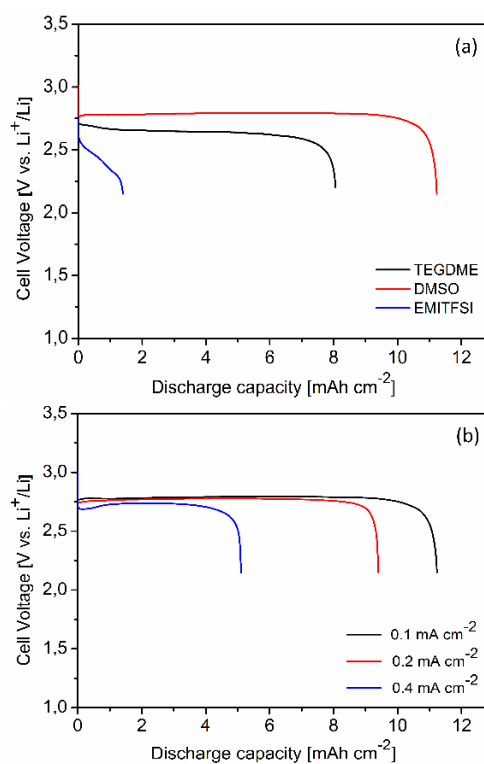 (a)
3,5
3,0
2,5
2,0
1,5
1,0
Cell Voltage [V vs. Li⁺/Li]
TEGDME
DMSO
EMITFSI
0 2 4 6 8 10 12
Discharge capacity [mAh cm⁻²]
(b)
3,5
3,0
2,5
2,0
1,5
1,0
Cell Voltage [V vs. Li⁺/Li]
0.1 mA cm⁻²
0.2 mA cm⁻²
0.4 mA cm⁻²
0 2 4 6 8 10 12
Discharge capacity [mAh cm⁻²]